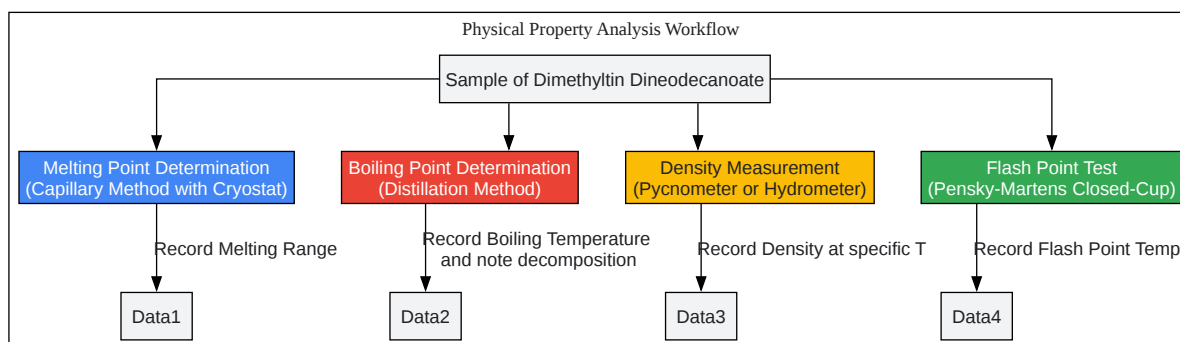 Physical Property Analysis Workflow
Sample of Dimethyltin Dineodecanoate
Melting Point Determination
(Capillary Method with Cryostat)
Boiling Point Determination
(Distillation Method)
Density Measurement
(Pycnometer or Hydrometer)
Flash Point Test
(Pensky-Martens Closed-Cup)
Record Melting Range
Record Boiling Temperature
and note decomposition
Record Density at specific T
Record Flash Point Temp
Data1
Data2
Data3
Data4